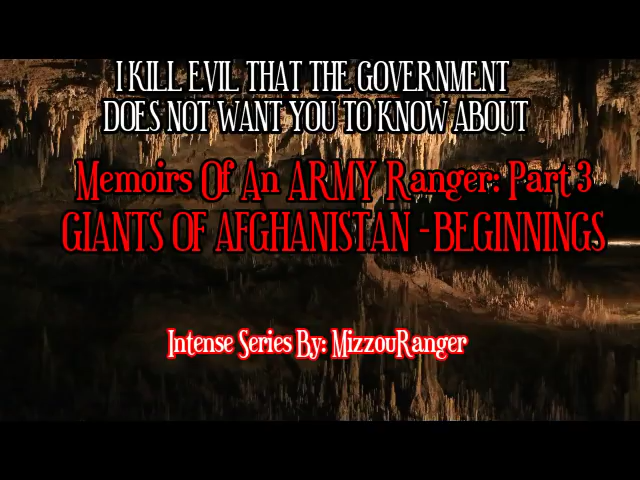 I KILL EVIL THAT THE GOVERNMENT
DOES NOT WANT YOU TO KNOW ABOUT
Memoirs Of An ARMY Ranger: Part 3
GIANTS OF AFGHANISTAN - BEGINNINGS
Intense Series By: MizzouRanger